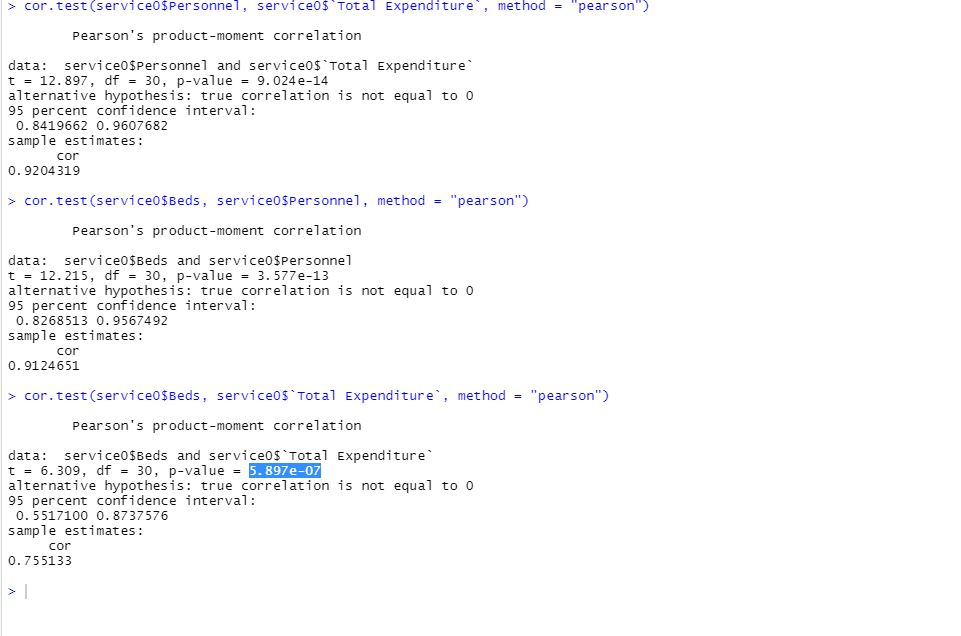 > cor.test(service0$Personnel, service0$`Total Expenditure`, method = "pearson")
Pearson's product-moment correlation
data:  service0$Personnel and service0$`Total Expenditure`
t = 12.897, df = 30, p-value = 9.024e-14
alternative hypothesis: true correlation is not equal to 0
95 percent confidence interval:
 0.8419662 0.9607682
sample estimates:
cor
0.9204319
> cor.test(service0$Beds, service0$Personnel, method = "pearson")
Pearson's product-moment correlation
data:  service0$Beds and service0$Personnel
t = 12.215, df = 30, p-value = 3.577e-13
alternative hypothesis: true correlation is not equal to 0
95 percent confidence interval:
 0.8268513 0.9567492
sample estimates:
cor
0.9124651
> cor.test(service0$Beds, service0$`Total Expenditure`, method = "pearson")
Pearson's product-moment correlation
data:  service0$Beds and service0$`Total Expenditure`
t = 6.309, df = 30, p-value = 5.897e-07
alternative hypothesis: true correlation is not equal to 0
95 percent confidence interval:
 0.5517100 0.8737576
sample estimates:
cor
0.755133
>